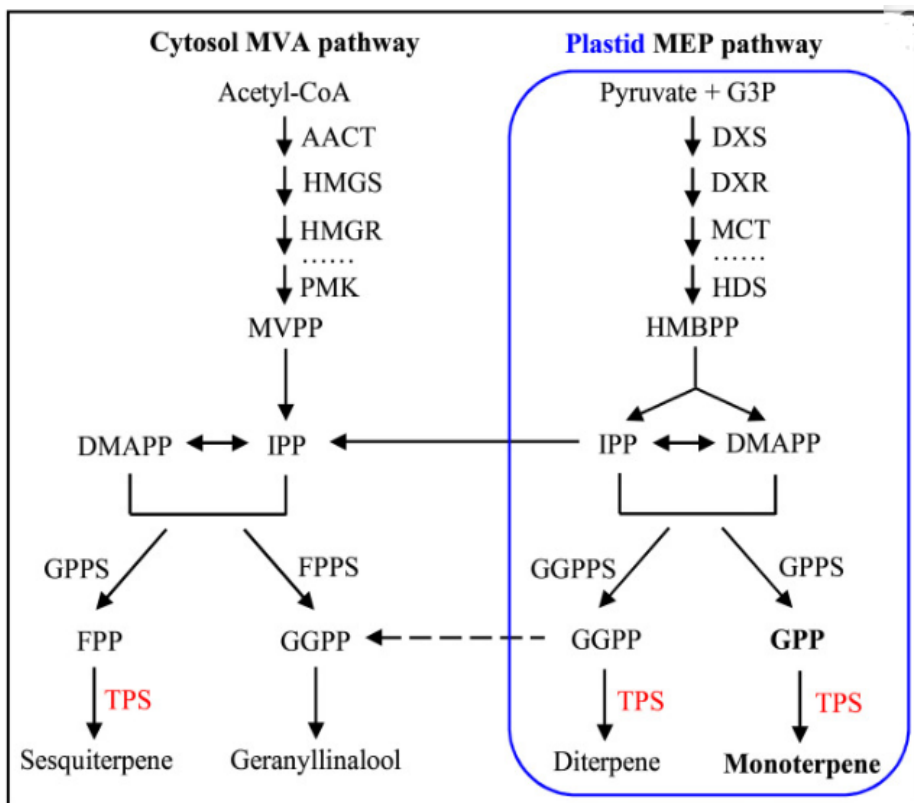 Cytosol MVA pathway
Plastid MEP pathway
Acetyl-CoA
Pyruvate + G3P
AACT
DXS
HMGS
DXR
HMGR
MCT
......
......
PMK
HDS
MVPP
HMBPP
DMAPP
IPP
IPP
DMAPP
GPPS
FPPS
GGPPS
GPPS
FPP
GGPP
GGPP
GPP
TPS
TPS
TPS
Sesquiterpene
Geranyllinalool
Diterpene
Monoterpene